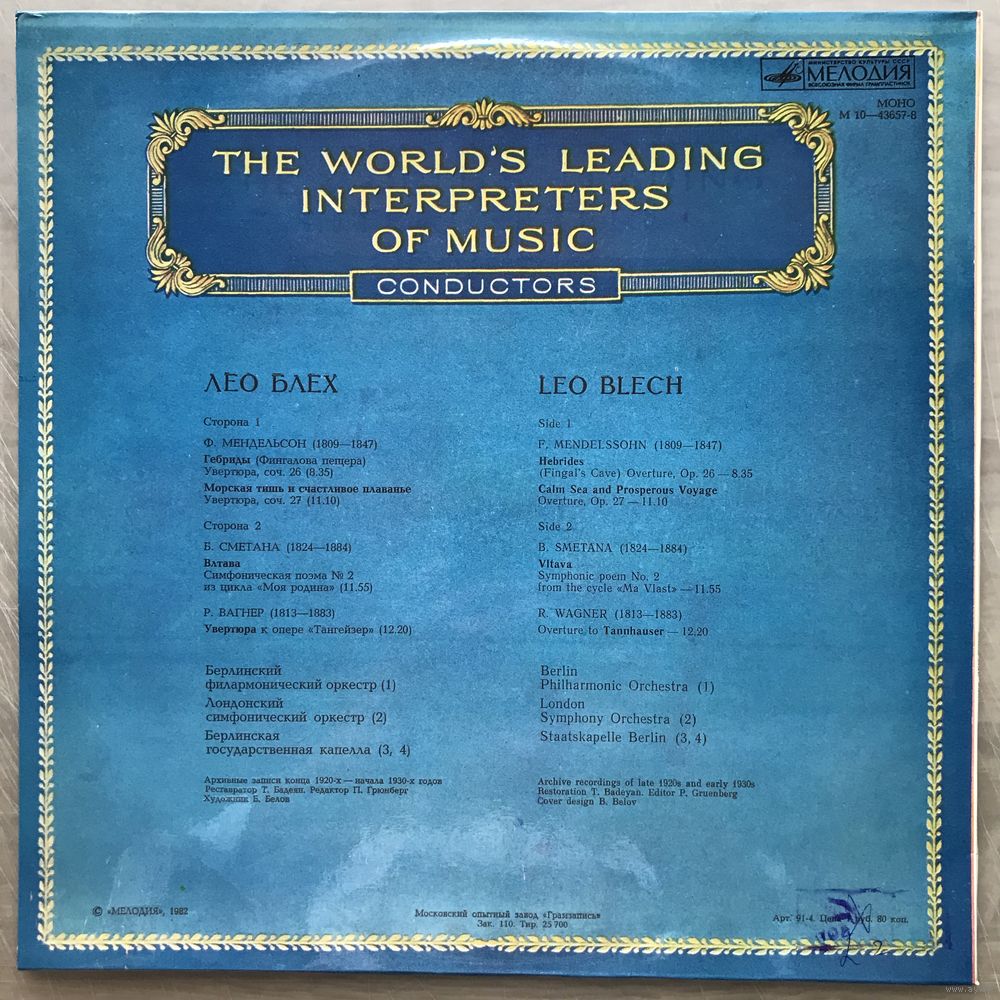 МИНИСТЕРСТВО КУЛЬТУРЫ СССР
МЕЛОДИЯ
ВСЕСОЮЗНАЯ ФИРМА ГРАМПЛАСТИНОК
МОНО
М 10—43657-8
THE WORLD'S LEADING
INTERPRETERS
OF MUSIC
CONDUCTORS
ЛЕО БЛЕХ
Сторона 1
Ф. МЕНДЕЛЬСОН (1809—1847)
Гебриды (Фингалова пещера)
Увертюра, соч. 26 (8.35)
Морская тишь и счастливое плаванье
Увертюра, соч. 27 (11.10)
Сторона 2
Б. СМЕТАНА (1824—1884)
Влтава
Симфоническая поэма № 2
из цикла «Моя родина» (11.55)
Р. ВАГНЕР (1813—1883)
Увертюра к опере «Тангейзер» (12.20)
Берлинский
филармонический оркестр (1)
Лондонский
симфонический оркестр (2)
Берлинская
государственная капелла (3, 4)
Архивные записи конца 1920-х — начала 1930-х годов
Реставратор Т. Бадеян. Редактор П. Грюнберг
Художник Б. Белов
LEO BLECH
Side 1
F. MENDELSSOHN (1809—1847)
Hebrides
(Fingal's Cave) Overture, Op. 26 — 8.35
Calm Sea and Prosperous Voyage
Overture, Op. 27 — 11.10
Side 2
B. SMETANA (1824—1884)
Vltava
Symphonic poem No. 2
from the cycle «Ma Vlast» — 11.55
R. WAGNER (1813—1883)
Overture to Tannhauser — 12.20
Berlin
Philharmonic Orchestra (1)
London
Symphony Orchestra (2)
Staatskapelle Berlin (3, 4)
Archive recordings of late 1920s and early 1930s
Restoration T. Badeyan. Editor P. Gruenberg
Cover design B. Belov
© «МЕЛОДИЯ», 1982
Московский опытный завод «Грамзапись»
Зак. 110. Тир. 25 700
Арт. 91-4. Цена руб. 80 коп.